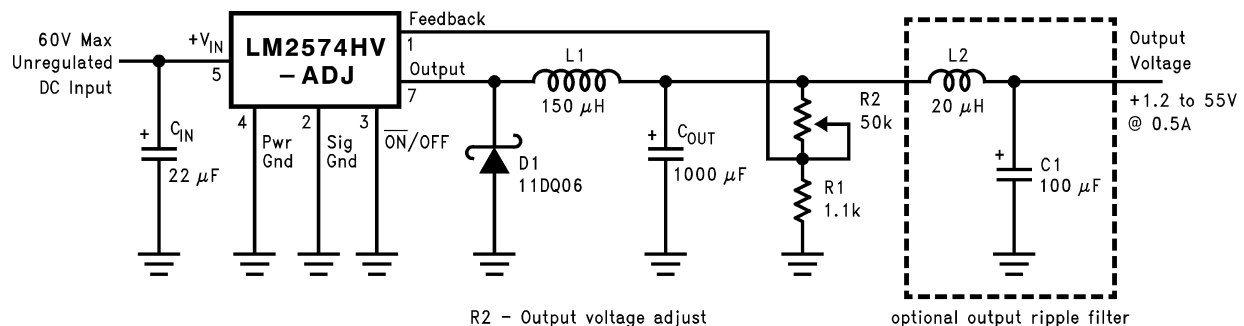 60V Max
Unregulated
DC Input
+VIN
5
LM2574HV
-ADJ
Feedback
1
Output
7
4
Pwr
Gnd
2
Sig
Gnd
3
ON/OFF
+
CIN
22 μF
D1
11DQ06
L1
150 μH
+
COUT
1000 μF
R2
50k
R1
1.1k
L2
20 μH
+
C1
100 μF
Output
Voltage
+1.2 to 55V
@ 0.5A
R2 - Output voltage adjust
optional output ripple filter